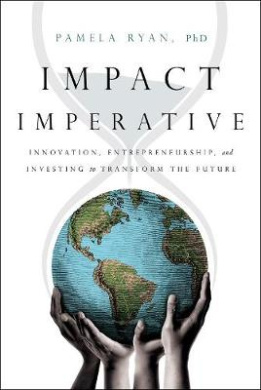 PAMELA RYAN, PhD
IMPACT
IMPERATIVE
INNOVATION, ENTREPRENEURSHIP, and
INVESTING to TRANSFORM THE FUTURE